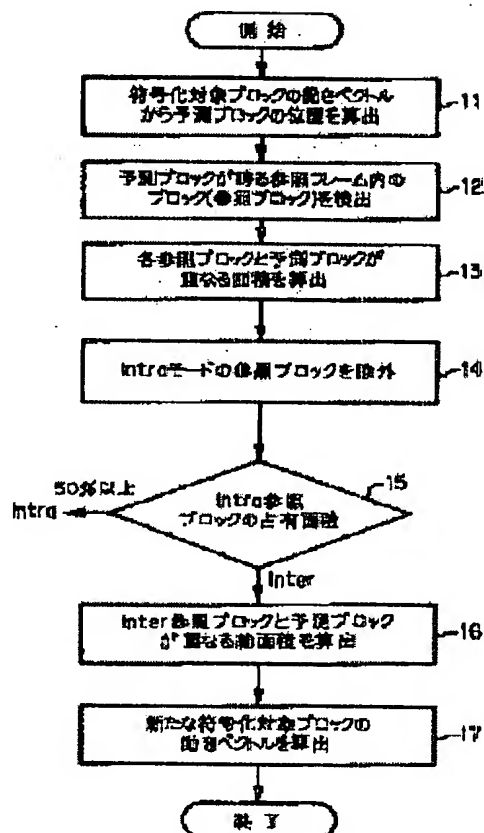 開始
符号化対象ブロックの動きベクトル
から予測ブロックの位置を算出
11
予測ブロックが跨る参照フレーム内の
ブロック(参照ブロック)を検出
12
各参照ブロックと予測ブロックが
重なる面積を算出
13
Intraモードの参照ブロックを除外
14
15
50%以上
Intra参照
ブロックの占有面積
Intra
Inter
Inter参照ブロックと予測ブロック
が重なる総面積を算出
16
新たな符号化対象ブロックの
動きベクトルを算出
17
終了